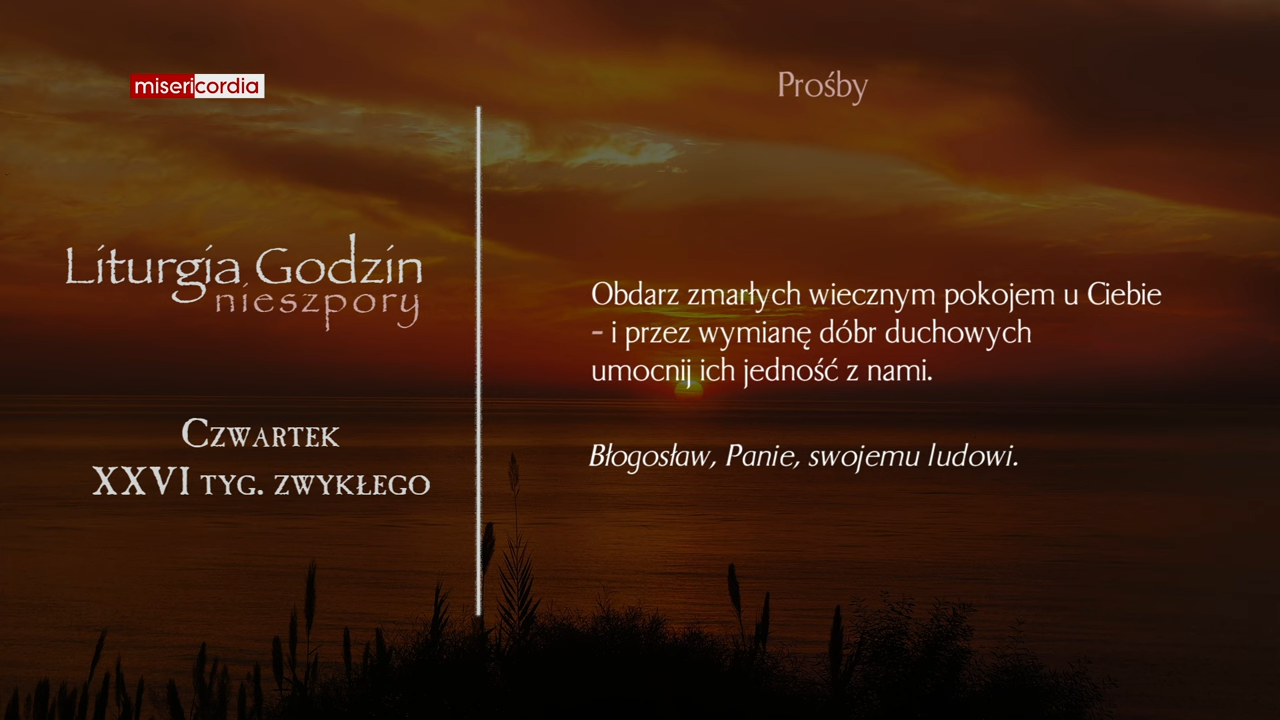 misericordia
Liturgia Godzin
nieszpory
Czwartek
XXVI tyg. zwykłego
Prośby
Obdarz zmarłych wiecznym pokojem u Ciebie
- i przez wymianę dóbr duchowych
umocnij ich jedność z nami.
Błogosław, Panie, swojemu ludowi.